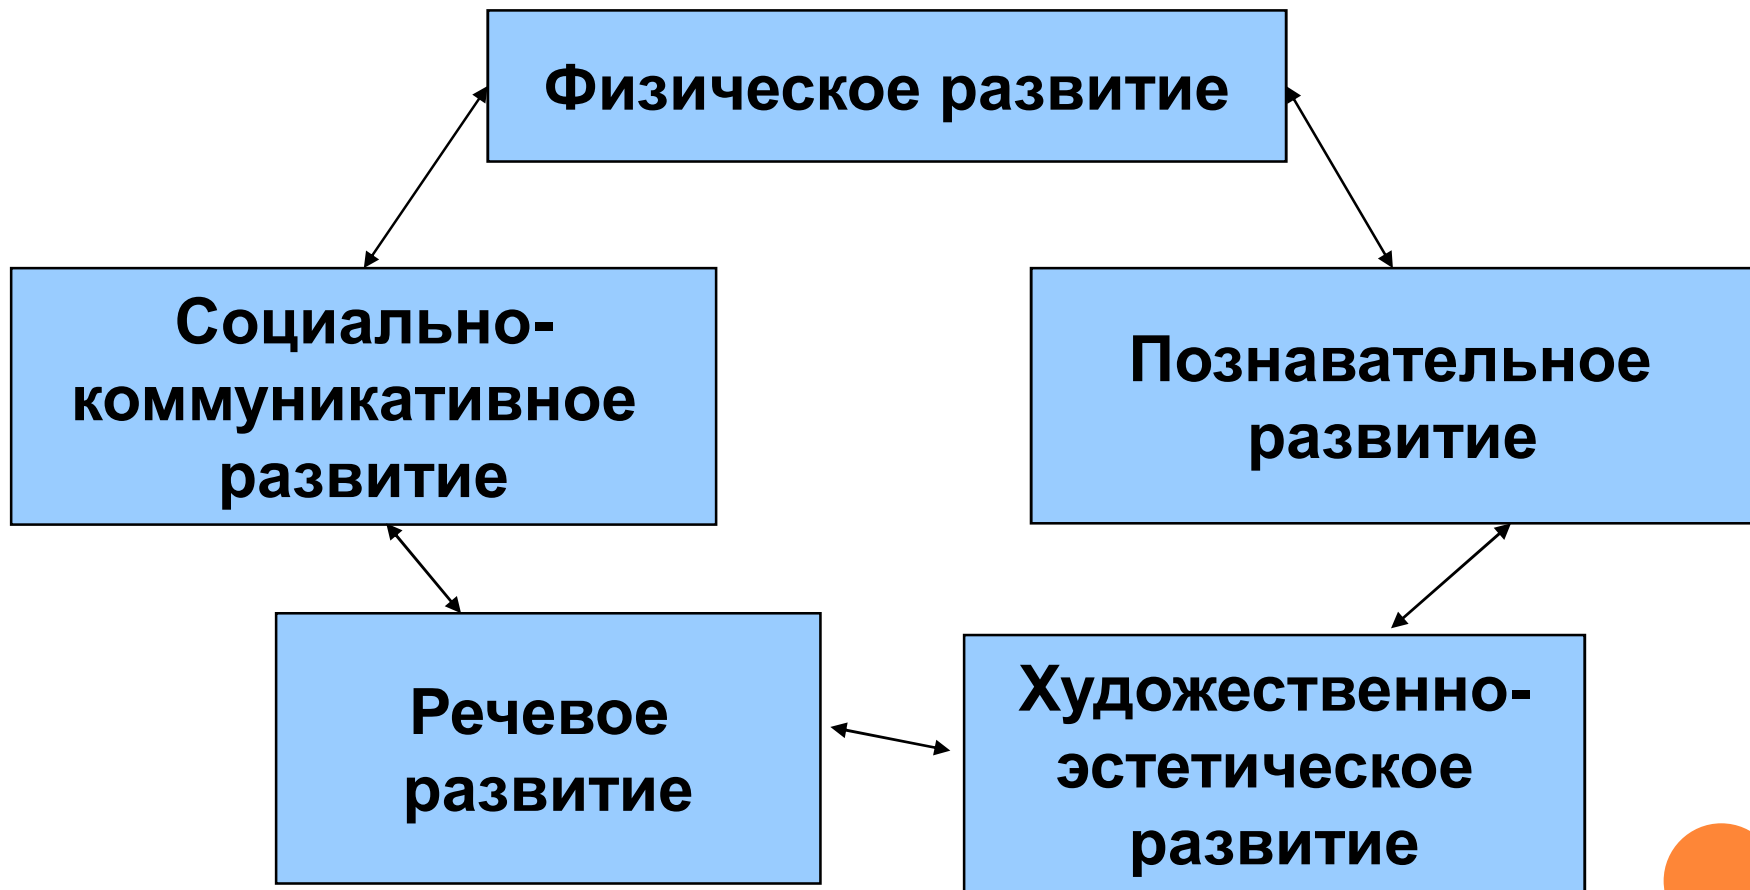 Физическое развитие
Социально-
коммуникативное
развитие
Познавательное
развитие
Речевое
развитие
Художественно-
эстетическое
развитие